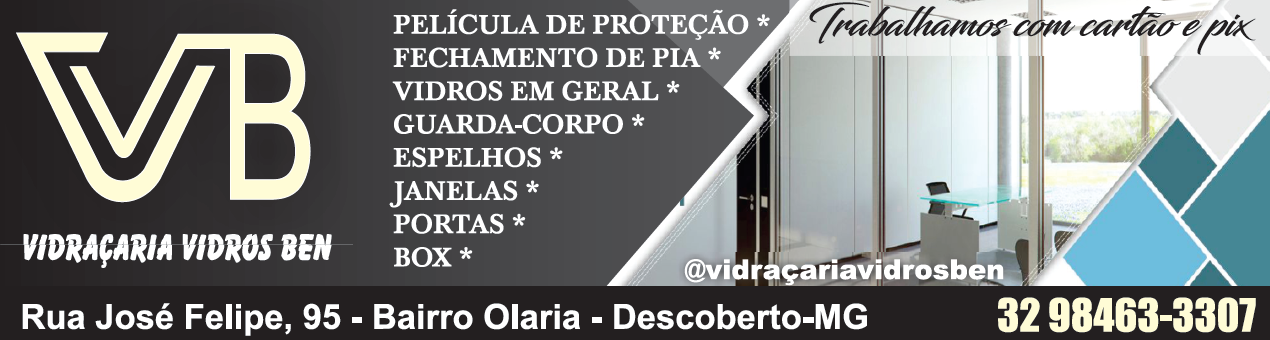 VB
VIDRAÇARIA VIDROS BEN
PELÍCULA DE PROTEÇÃO *
FECHAMENTO DE PIA *
VIDROS EM GERAL *
GUARDA-CORPO *
ESPELHOS *
JANELAS *
PORTAS *
BOX *
Trabalhamos com cartão e pix
@vidraçariavidrosben
Rua José Felipe, 95 - Bairro Olaria - Descoberto-MG
32 98463-3307